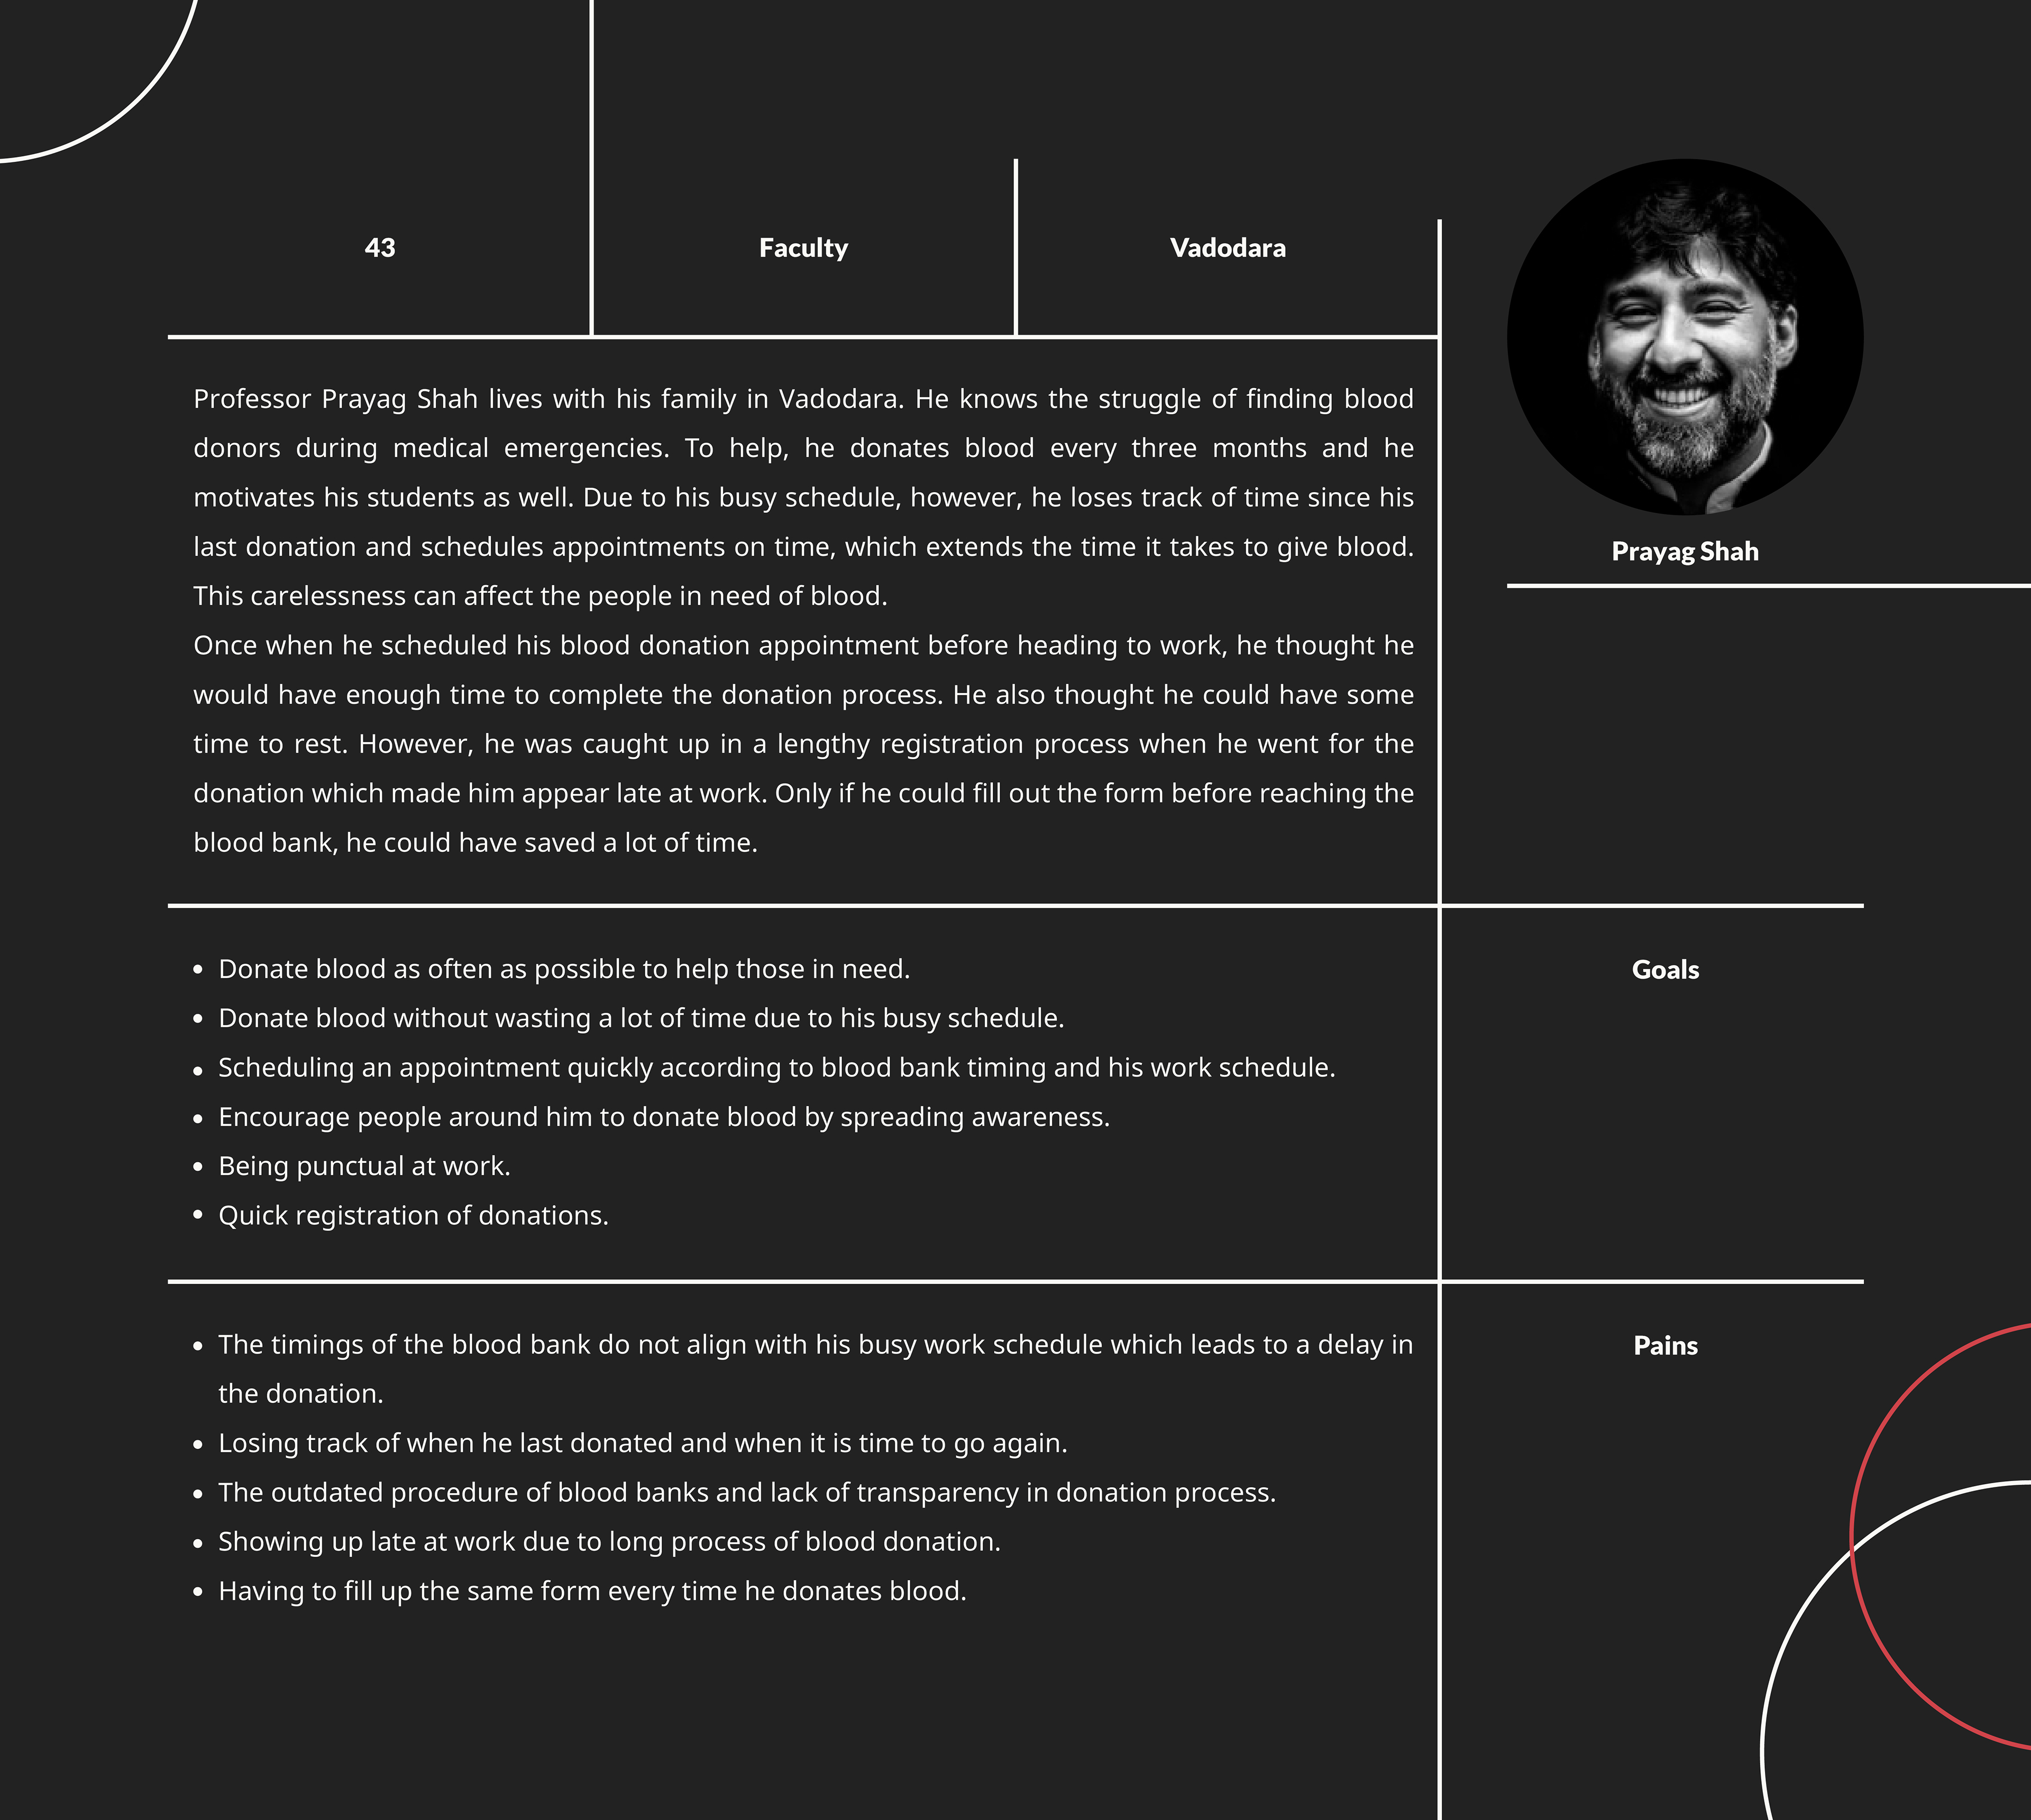 43
Faculty
Vadodara
Prayag Shah
Professor Prayag Shah lives with his family in Vadodara. He knows the struggle of finding blood
donors during medical emergencies. To help, he donates blood every three months and he
motivates his students as well. Due to his busy schedule, however, he loses track of time since his
last donation and schedules appointments on time, which extends the time it takes to give blood.
This carelessness can affect the people in need of blood.
Once when he scheduled his blood donation appointment before heading to work, he thought he
would have enough time to complete the donation process. He also thought he could have some
time to rest. However, he was caught up in a lengthy registration process when he went for the
donation which made him appear late at work. Only if he could fill out the form before reaching the
blood bank, he could have saved a lot of time.
Goals
• Donate blood as often as possible to help those in need.
• Donate blood without wasting a lot of time due to his busy schedule.
• Scheduling an appointment quickly according to blood bank timing and his work schedule.
• Encourage people around him to donate blood by spreading awareness.
• Being punctual at work.
• Quick registration of donations.
Pains
• The timings of the blood bank do not align with his busy work schedule which leads to a delay in
the donation.
• Losing track of when he last donated and when it is time to go again.
• The outdated procedure of blood banks and lack of transparency in donation process.
• Showing up late at work due to long process of blood donation.
• Having to fill up the same form every time he donates blood.